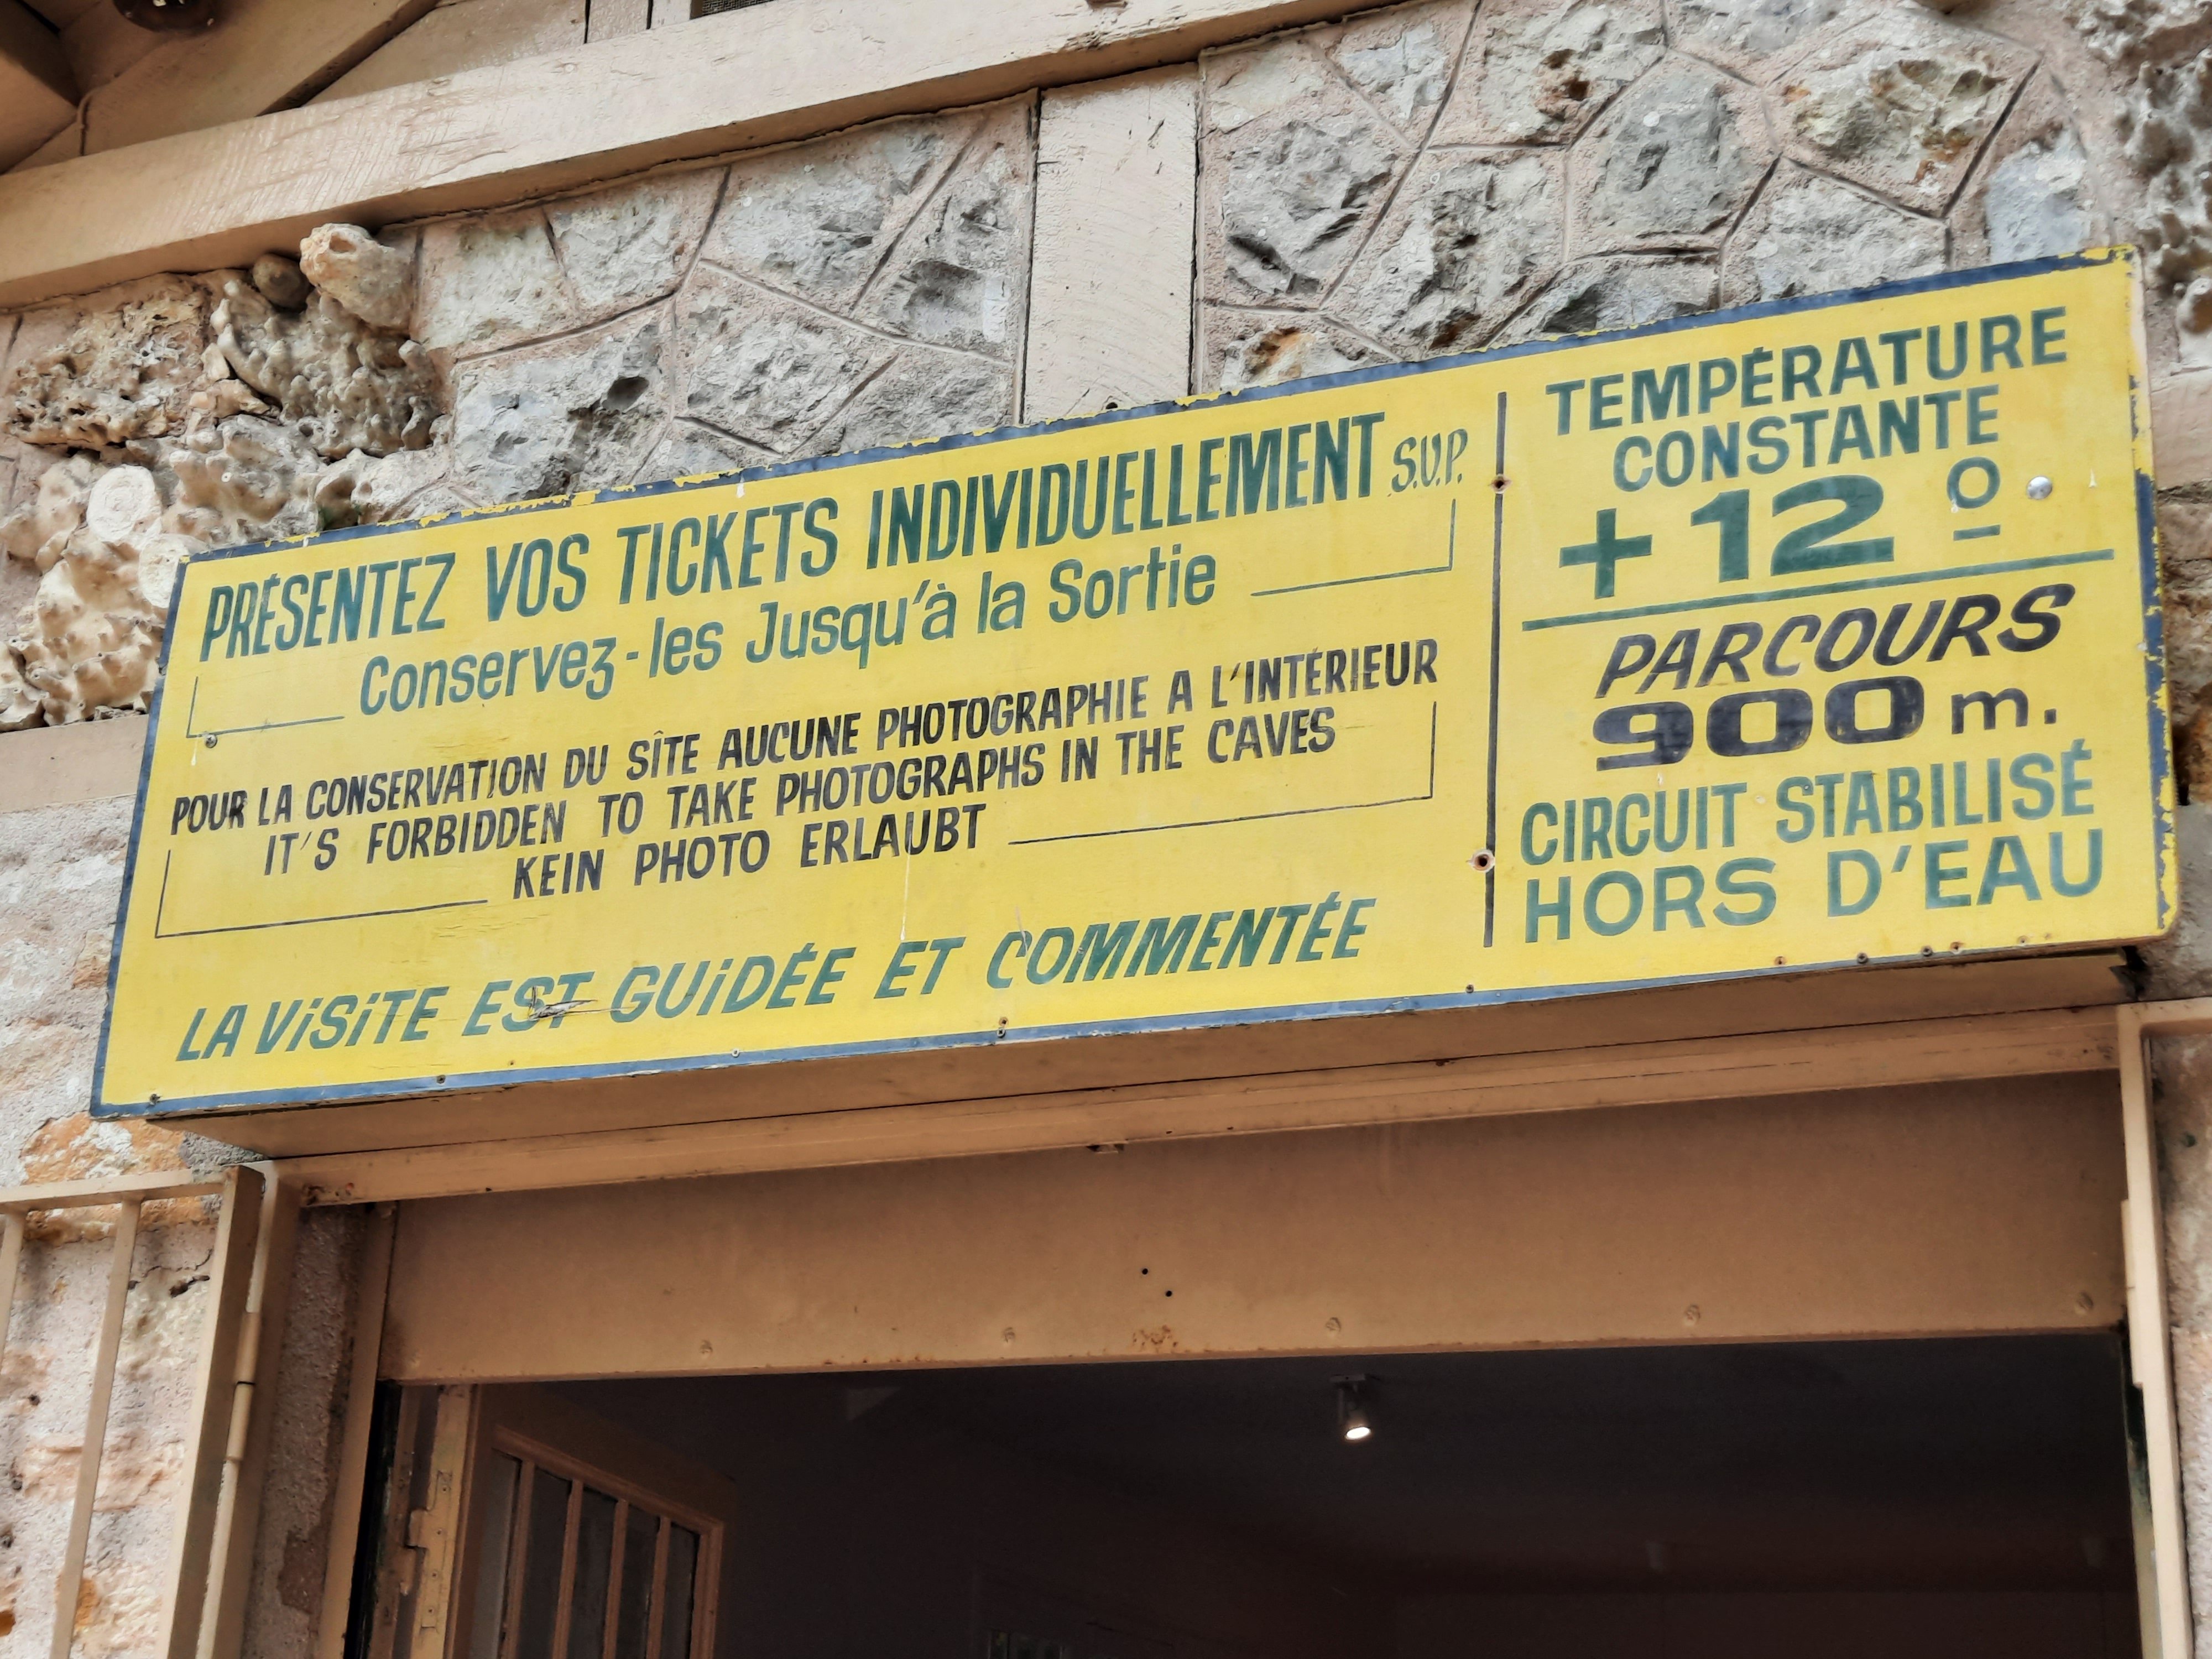 PRÉSENTEZ VOS TICKETS INDIVIDUELLEMENT S.V.P.
Conservez-les Jusqu'à la Sortie
POUR LA CONSERVATION DU SÎTE AUCUNE PHOTOGRAPHIE A L'INTÉRIEUR
IT'S FORBIDDEN TO TAKE PHOTOGRAPHS IN THE CAVES
KEIN PHOTO ERLAUBT
LA VISITE EST GUIDÉE ET COMMENTÉE
TEMPÉRATURE
CONSTANTE
+12º
PARCOURS
900 m.
CIRCUIT STABILISÉ
HORS D'EAU